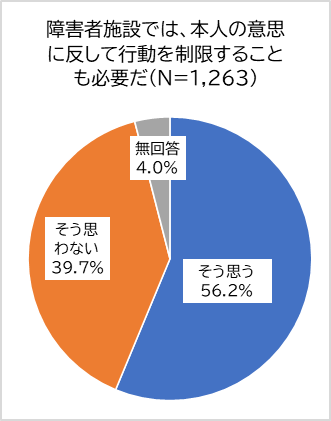 障害者施設では、本人の意思
に反して行動を制限すること
も必要だ(N=1,263)
無回答
4.0%
そう思
わない
39.7%
そう思う
56.2%